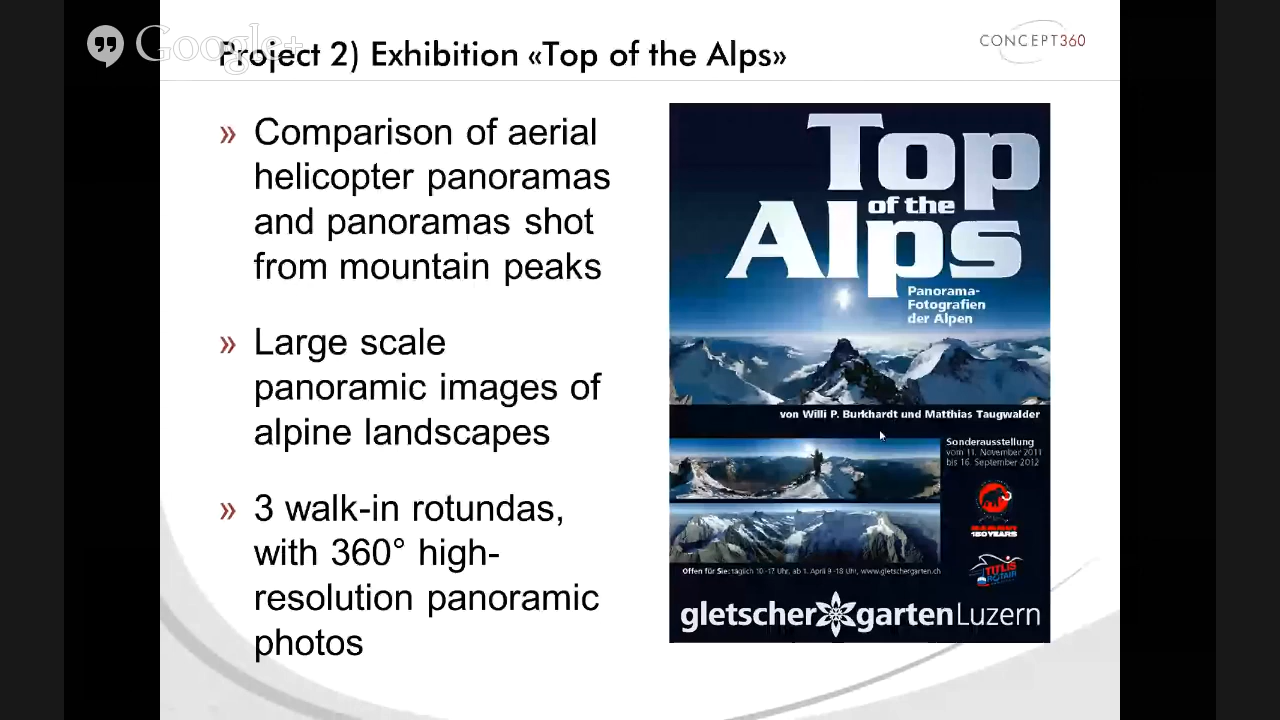 Google+
Project 2) Exhibition «Top of the Alps»
CONCEPT360
» Comparison of aerial
helicopter panoramas
and panoramas shot
from mountain peaks
» Large scale
panoramic images of
alpine landscapes
» 3 walk-in rotundas,
with 360° high-
resolution panoramic
photos
Top
of the
Alps
Panorama-
Fotografien
der Alpen
von Willi P. Burkhardt und Matthias Taugwalder
Sonderausstellung
vom 11. November 2011
bis 16. September 2012
MAMMUT
150 YEARS
TITLIS
ROTAIR
Offen für Sie: täglich 10-17 Uhr, ab 1. April 9-18 Uhr, www.gletschergarten.ch
gletschergarten Luzern